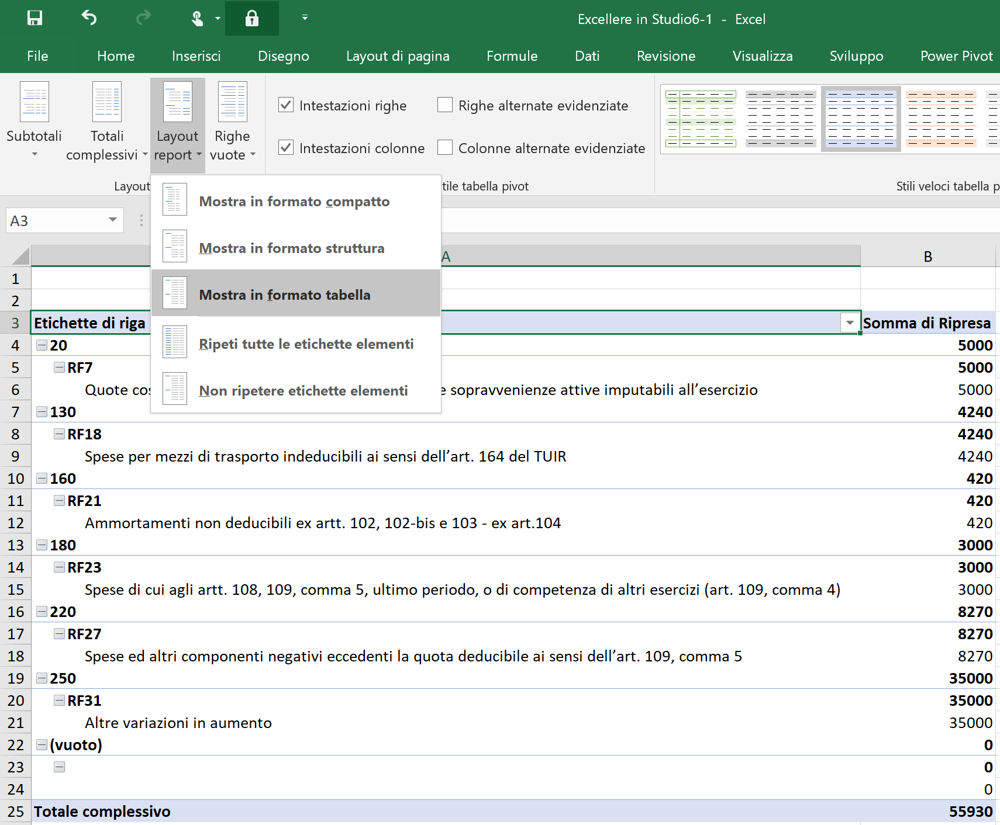 Excellere in Studio6-1 - Excel
File Home Inserisci Disegno Layout di pagina Formule Dati Revisione Visualizza Sviluppo Power Pivot
Subtotali
Totali complessivi
Layout report
Righe vuote
Intestazioni righe
Righe alternate evidenziate
Intestazioni colonne
Colonne alternate evidenziate
Layout
tile tabella pivot
Stili veloci tabella p
Mostra in formato compatto
Mostra in formato struttura
Mostra in formato tabella
Ripeti tutte le etichette elementi
Non ripetere etichette elementi
A3
A B
1
2
3 Etichette di riga Somma di Ripresa
4 20 5000
5 RF7 5000
6 Quote cos e sopravvenienze attive imputabili all’esercizio 5000
7 130 4240
8 RF18 4240
9 Spese per mezzi di trasporto indeducibili ai sensi dell’art. 164 del TUIR 4240
10 160 420
11 RF21 420
12 Ammortamenti non deducibili ex artt. 102, 102-bis e 103 - ex art.104 420
13 180 3000
14 RF23 3000
15 Spese di cui agli artt. 108, 109, comma 5, ultimo periodo, o di competenza di altri esercizi (art. 109, comma 4) 3000
16 220 8270
17 RF27 8270
18 Spese ed altri componenti negativi eccedenti la quota deducibile ai sensi dell’art. 109, comma 5 8270
19 250 35000
20 RF31 35000
21 Altre variazioni in aumento 35000
22 (vuoto) 0
23 0
24 0
25 Totale complessivo 55930